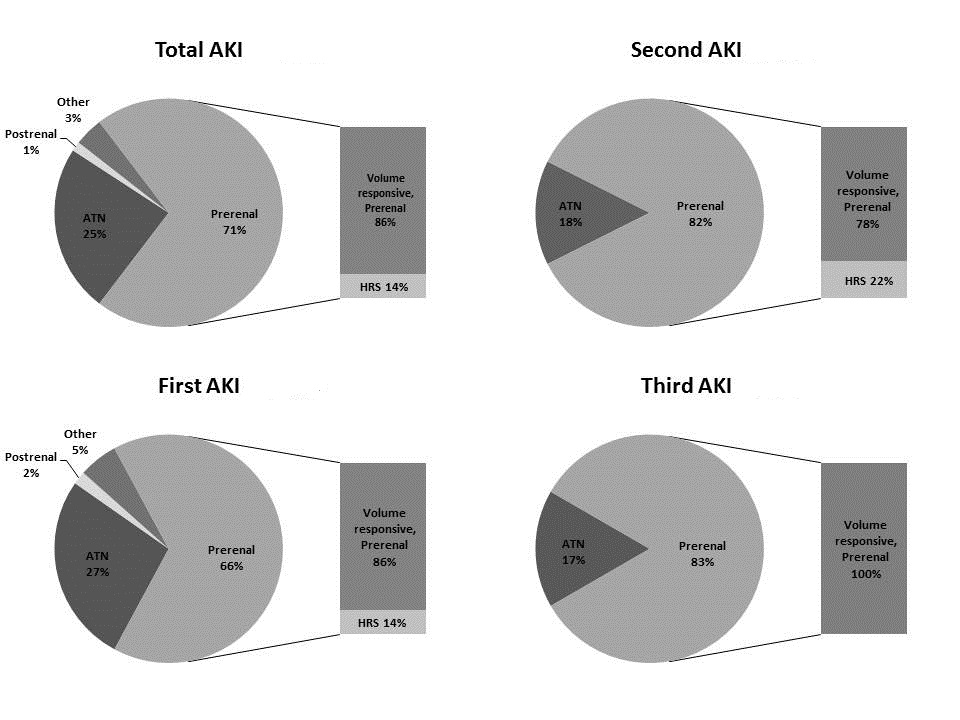 Total AKI
Other
3%
Postrenal
1%
ATN
25%
Prerenal
71%
Volume
responsive,
Prerenal
86%
HRS 14%
Second AKI
ATN
18%
Prerenal
82%
Volume
responsive,
Prerenal
78%
HRS 22%
First AKI
Other
5%
Postrenal
2%
ATN
27%
Prerenal
66%
Volume
responsive,
Prerenal
86%
HRS 14%
Third AKI
ATN
17%
Prerenal
83%
Volume
responsive,
Prerenal
100%